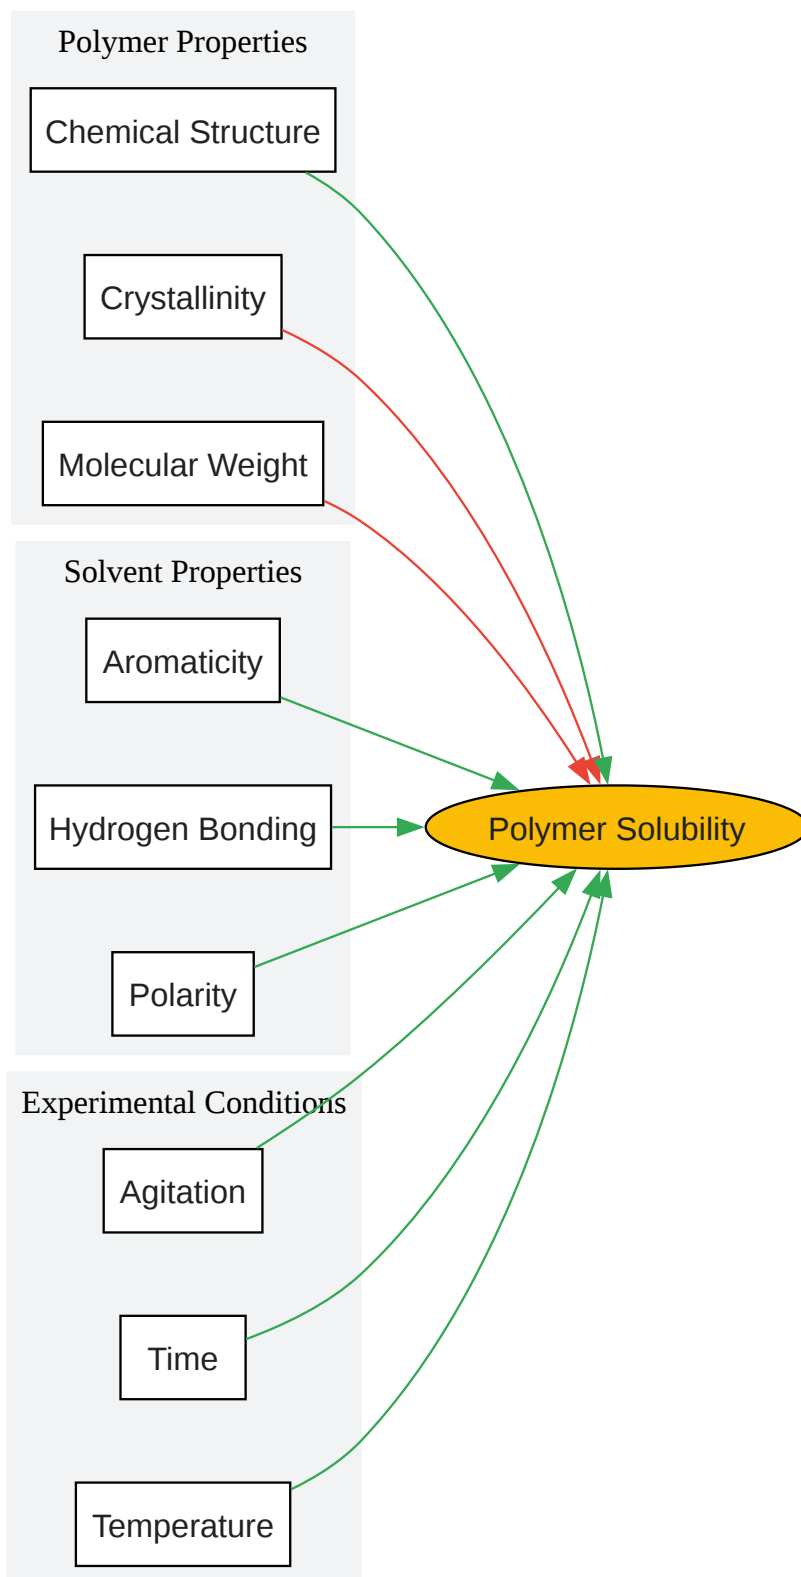 Polymer Properties
Chemical Structure
Crystallinity
Molecular Weight
Solvent Properties
Aromaticity
Hydrogen Bonding
Polymer Solubility
Polarity
Experimental Conditions
Agitation
Time
Temperature